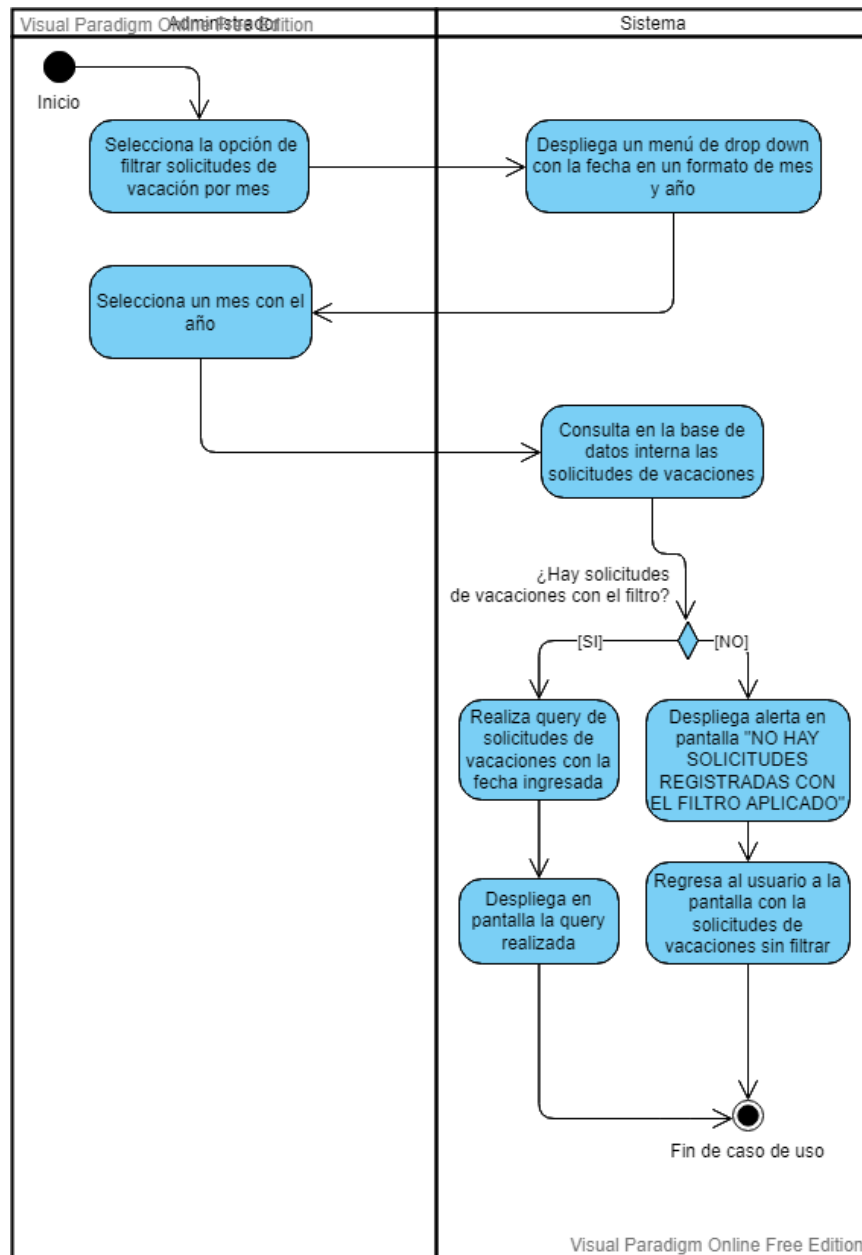 Visual Paradigm Online Free Edition
Administrador
Sistema
Inicio
Selecciona la opción de
filtrar solicitudes de
vacación por mes
Despliega un menú de drop down
con la fecha en un formato de mes
y año
Selecciona un mes con el
año
Consulta en la base de
datos interna las
solicitudes de vacaciones
¿Hay solicitudes
de vacaciones con el filtro?
[SI]
[NO]
Realiza query de
solicitudes de
vacaciones con la
fecha ingresada
Despliega alerta en
pantalla "NO HAY
SOLICITUDES
REGISTRADAS CON
EL FILTRO APLICADO"
Despliega en
pantalla la query
realizada
Regresa al usuario a la
pantalla con la
solicitudes de
vacaciones sin filtrar
Fin de caso de uso
Visual Paradigm Online Free Edition